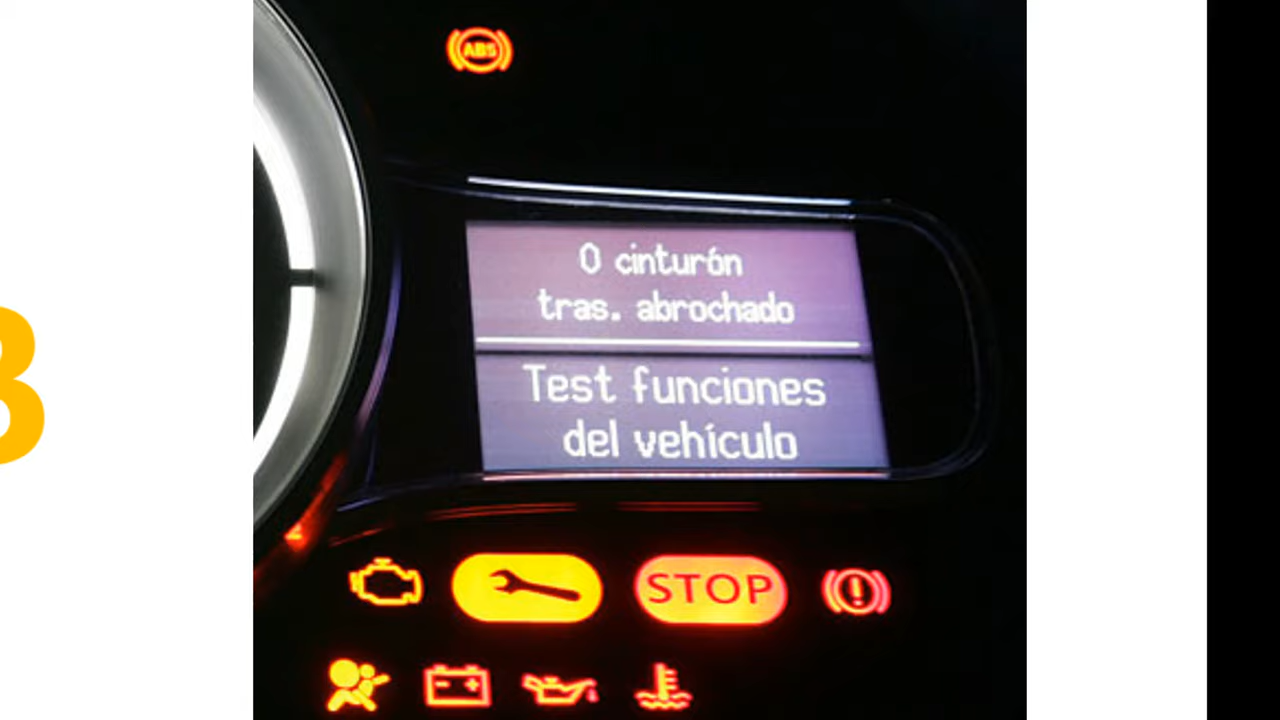 ABS
0 cinturón
tras. abrochado
Test funciones
del vehículo
STOP